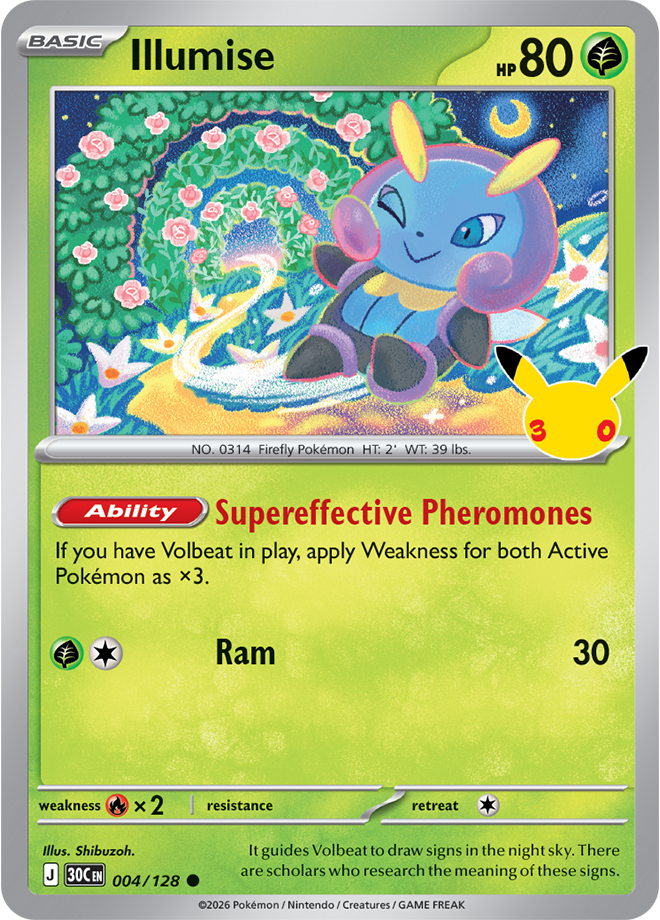 BASIC
Illumise
HP 80
30
NO. 0314 Firefly Pokémon HT: 2' WT: 39 lbs.
Ability Supereffective Pheromones
If you have Volbeat in play, apply Weakness for both Active
Pokémon as ×3.
Ram 30
weakness ×2 resistance retreat
Illus. Shibuzoh.
It guides Volbeat to draw signs in the night sky. There
are scholars who research the meaning of these signs.
J 30C EN 004/128
©2026 Pokémon / Nintendo / Creatures / GAME FREAK